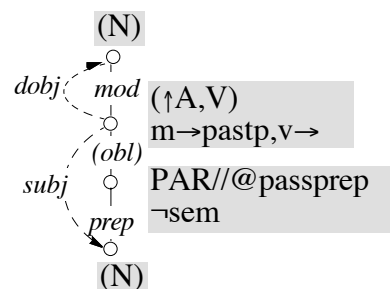 (N)
dobj
mod
(↑A,V)
m→pastp,v→
(obl)
subj
PAR//@passprep
prep
¬sem
(N)